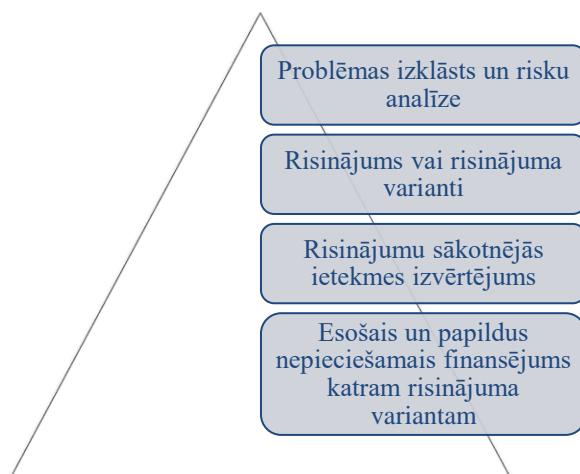 Problēmas izklāsts un risku
analīze
Risinājums vai risinājuma
varianti
Risinājumu sākotnējās
ietekmes izvērtējums
Esošais un papildus
nepieciešamais finansējums
katram risinājuma
variantam